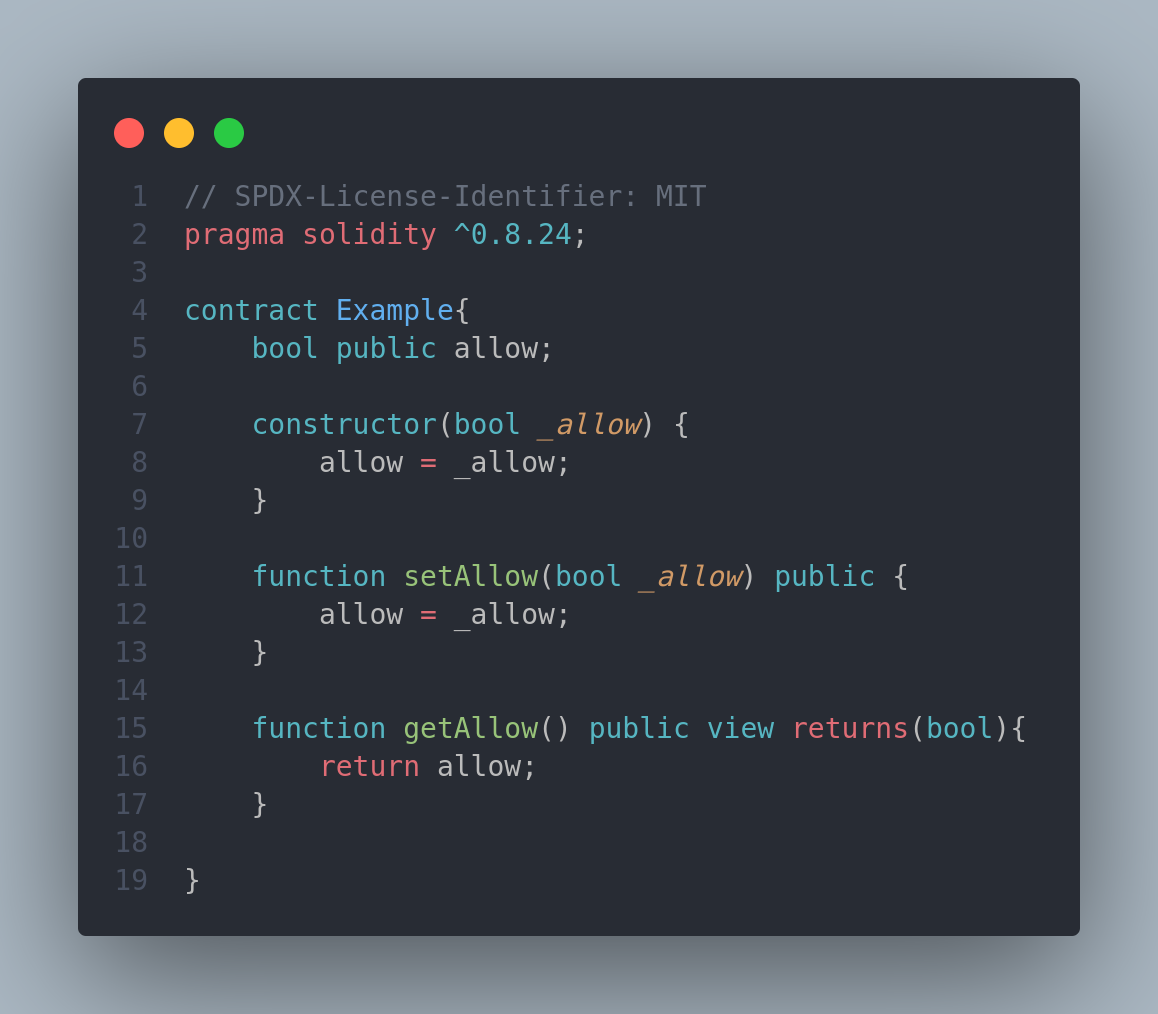 1 // SPDX-License-Identifier: MIT
2 pragma solidity ^0.8.24;
3
4 contract Example{
5     bool public allow;
6
7     constructor(bool _allow) {
8         allow = _allow;
9     }
10
11     function setAllow(bool _allow) public {
12         allow = _allow;
13     }
14
15     function getAllow() public view returns(bool){
16         return allow;
17     }
18
19 }